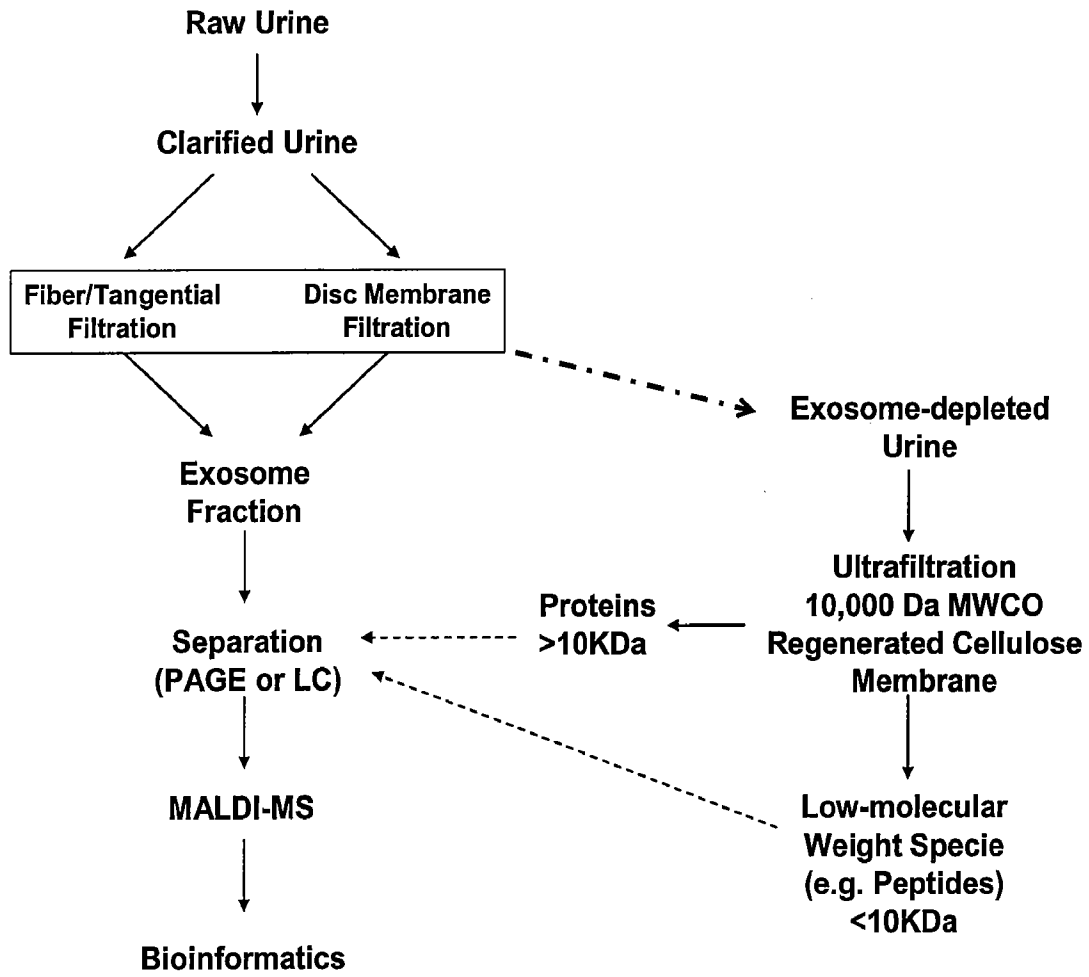 Raw Urine
Clarified Urine
Fiber/Tangential
Filtration
Disc Membrane
Filtration
Exosome-depleted
Urine
Exosome
Fraction
Ultrafiltration
10,000 Da MWCO
Regenerated Cellulose
Membrane
Proteins
>10KDa
Separation
(PAGE or LC)
MALDI-MS
Low-molecular
Weight Specie
(e.g. Peptides)
<10KDa
Bioinformatics